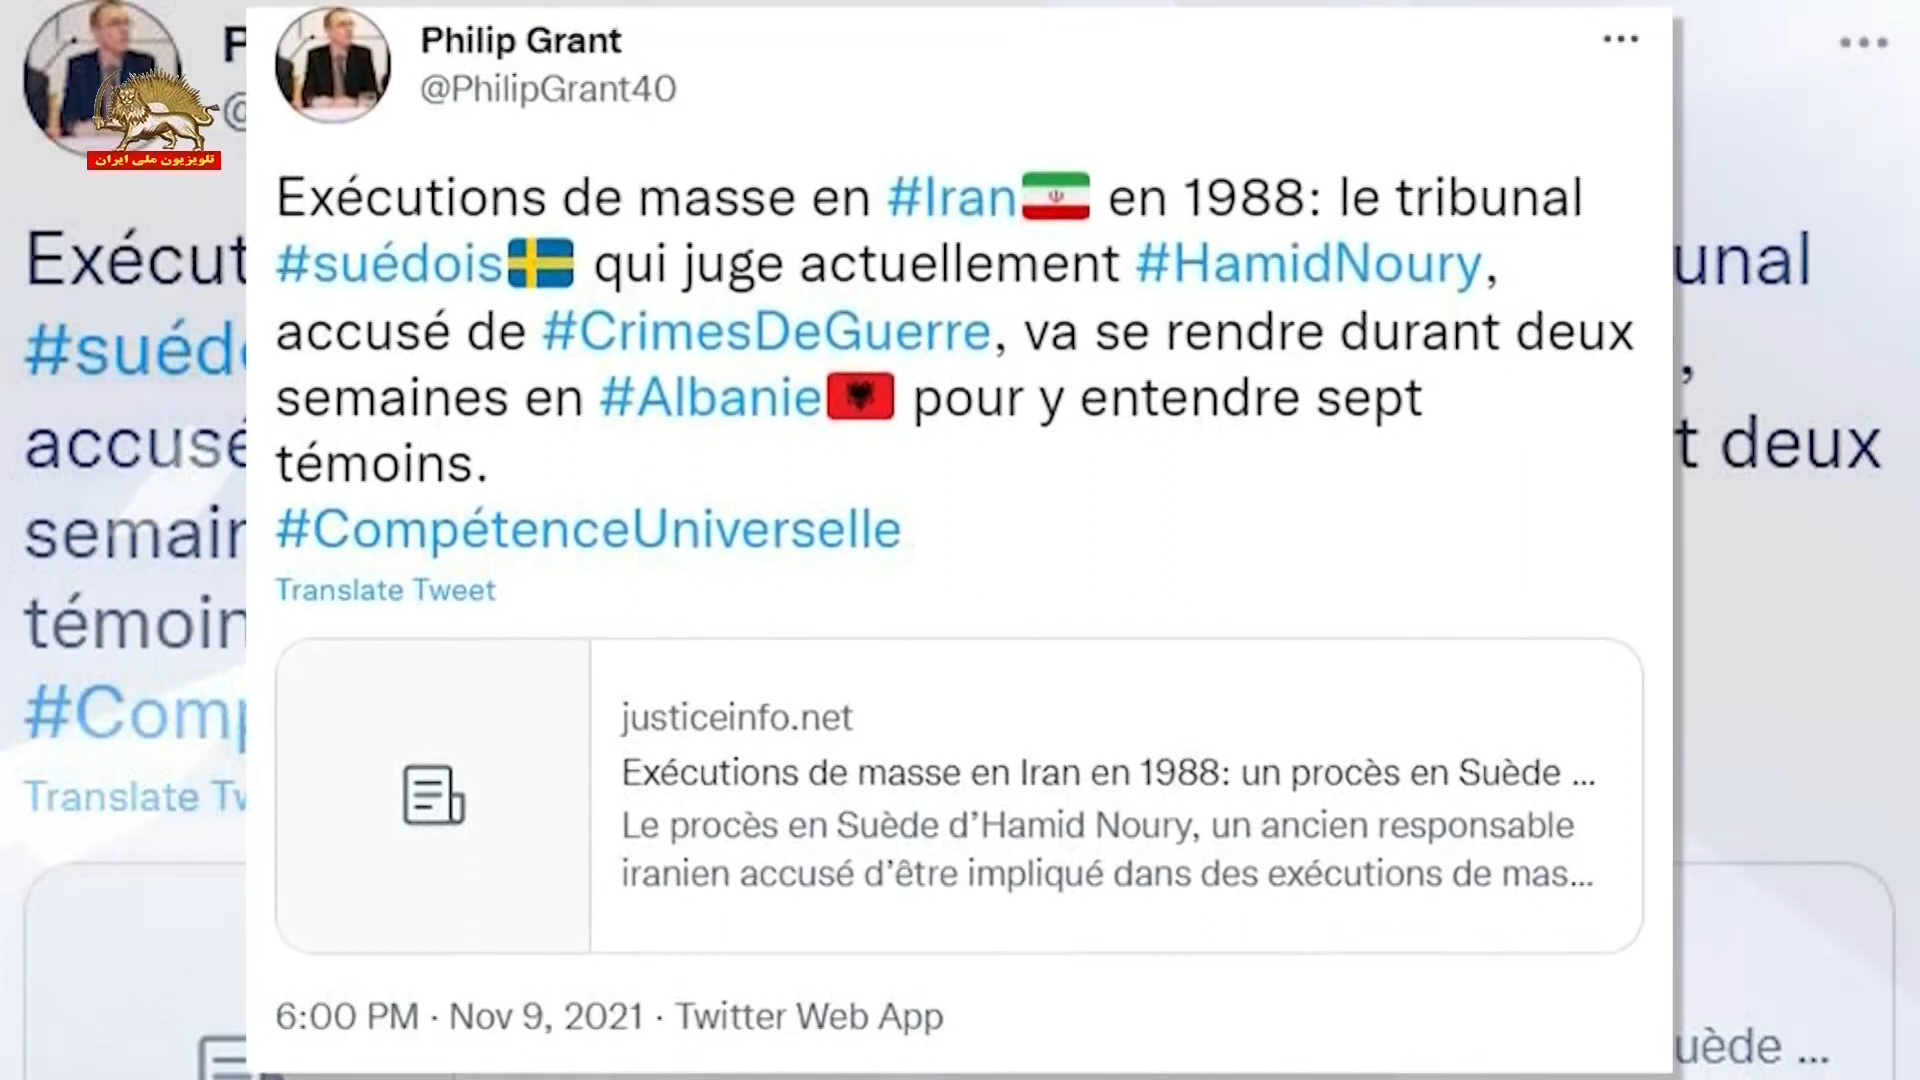 Philip Grant
@PhilipGrant40
تلویزیون ملی ایران
Exécutions de masse en #Iran en 1988: le tribunal
#suédois qui juge actuellement #HamidNoury,
accusé de #CrimesDeGuerre, va se rendre durant deux
semaines en #Albanie pour y entendre sept
témoins.
#CompétenceUniverselle
Translate Tweet
justiceinfo.net
Exécutions de masse en Iran en 1988: un procès en Suède ...
Le procès en Suède d’Hamid Noury, un ancien responsable
iranien accusé d’être impliqué dans des exécutions de mas...
6:00 PM · Nov 9, 2021 · Twitter Web App